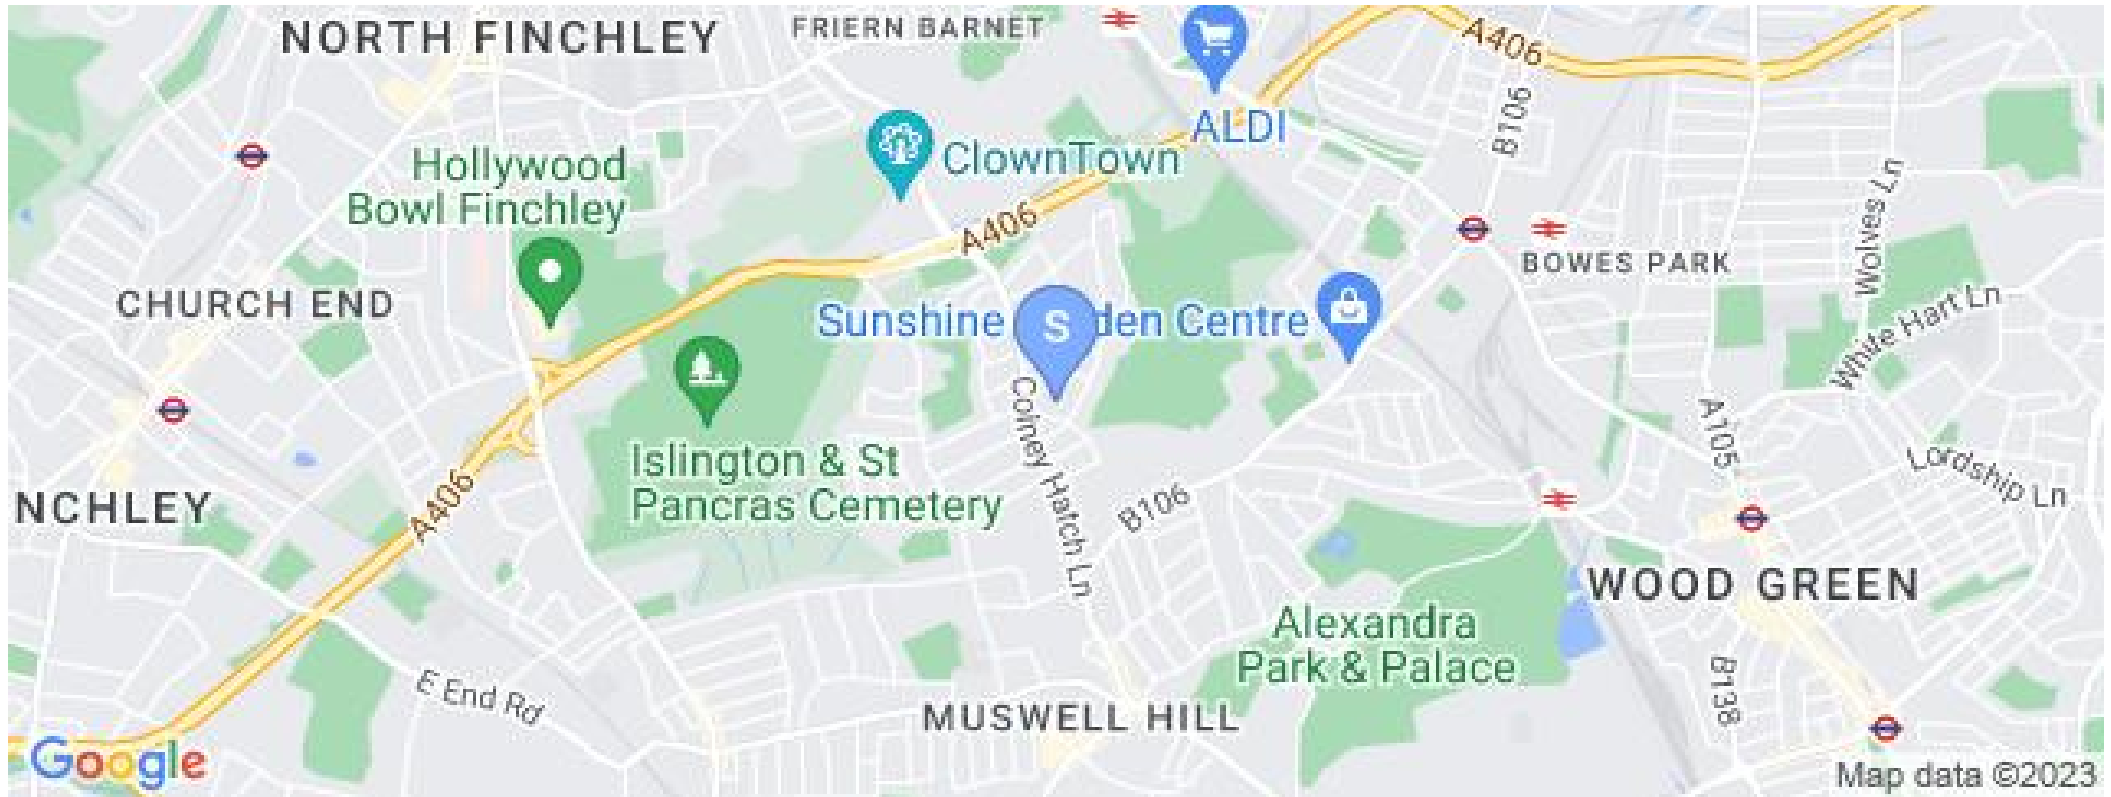 NORTH FINCHLEY
FRIERN BARNET
A406
ALDI
B106
Hollywood
Bowl Finchley
ClownTown
A406
Wolves Ln
BOWES PARK
CHURCH END
Sunshine
S
den Centre
White Hart Ln
Islington & St
Pancras Cemetery
Colney Hatch Ln
A105
Lordship Ln
NCHLEY
A406
B106
WOOD GREEN
Alexandra
Park & Palace
E End Rd
MUSWELL HILL
B138
Google
Map data ©2023